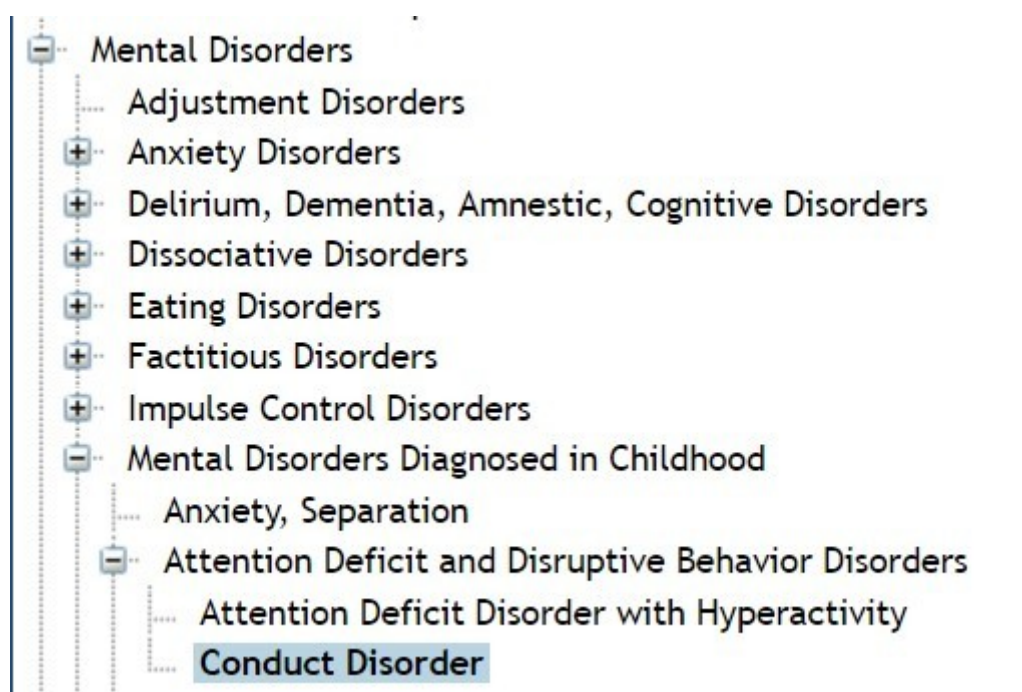 Mental Disorders
Adjustment Disorders
Anxiety Disorders
Delirium, Dementia, Amnestic, Cognitive Disorders
Dissociative Disorders
Eating Disorders
Factitious Disorders
Impulse Control Disorders
Mental Disorders Diagnosed in Childhood
Anxiety, Separation
Attention Deficit and Disruptive Behavior Disorders
Attention Deficit Disorder with Hyperactivity
Conduct Disorder